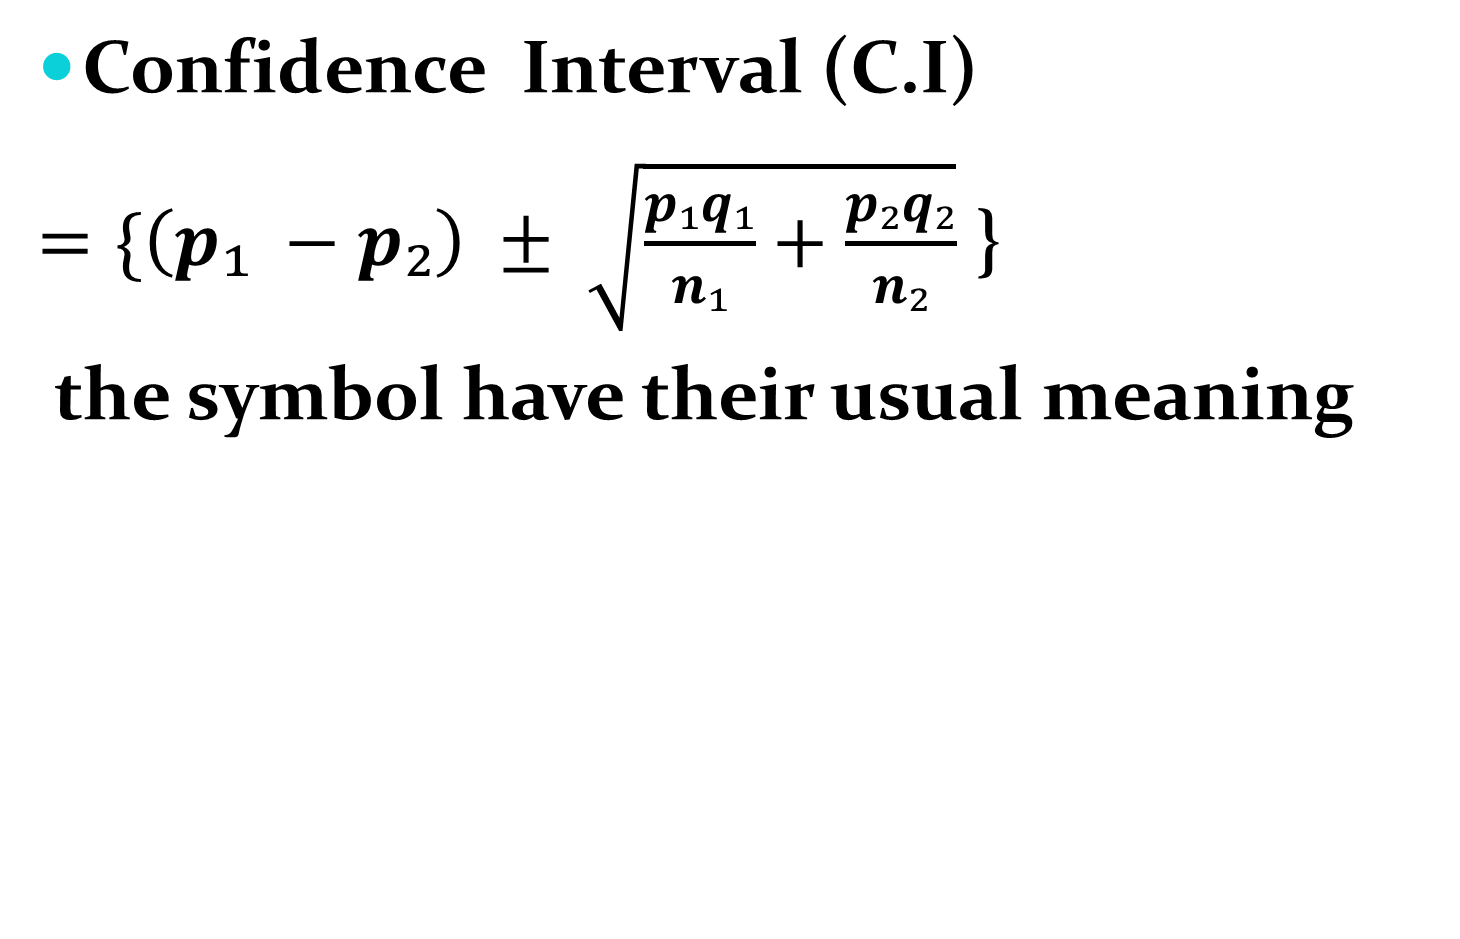 • Confidence Interval (C.I)
= {(p₁ − p₂) ± √(p₁q₁/n₁ + p₂q₂/n₂) }
the symbol have their usual meaning